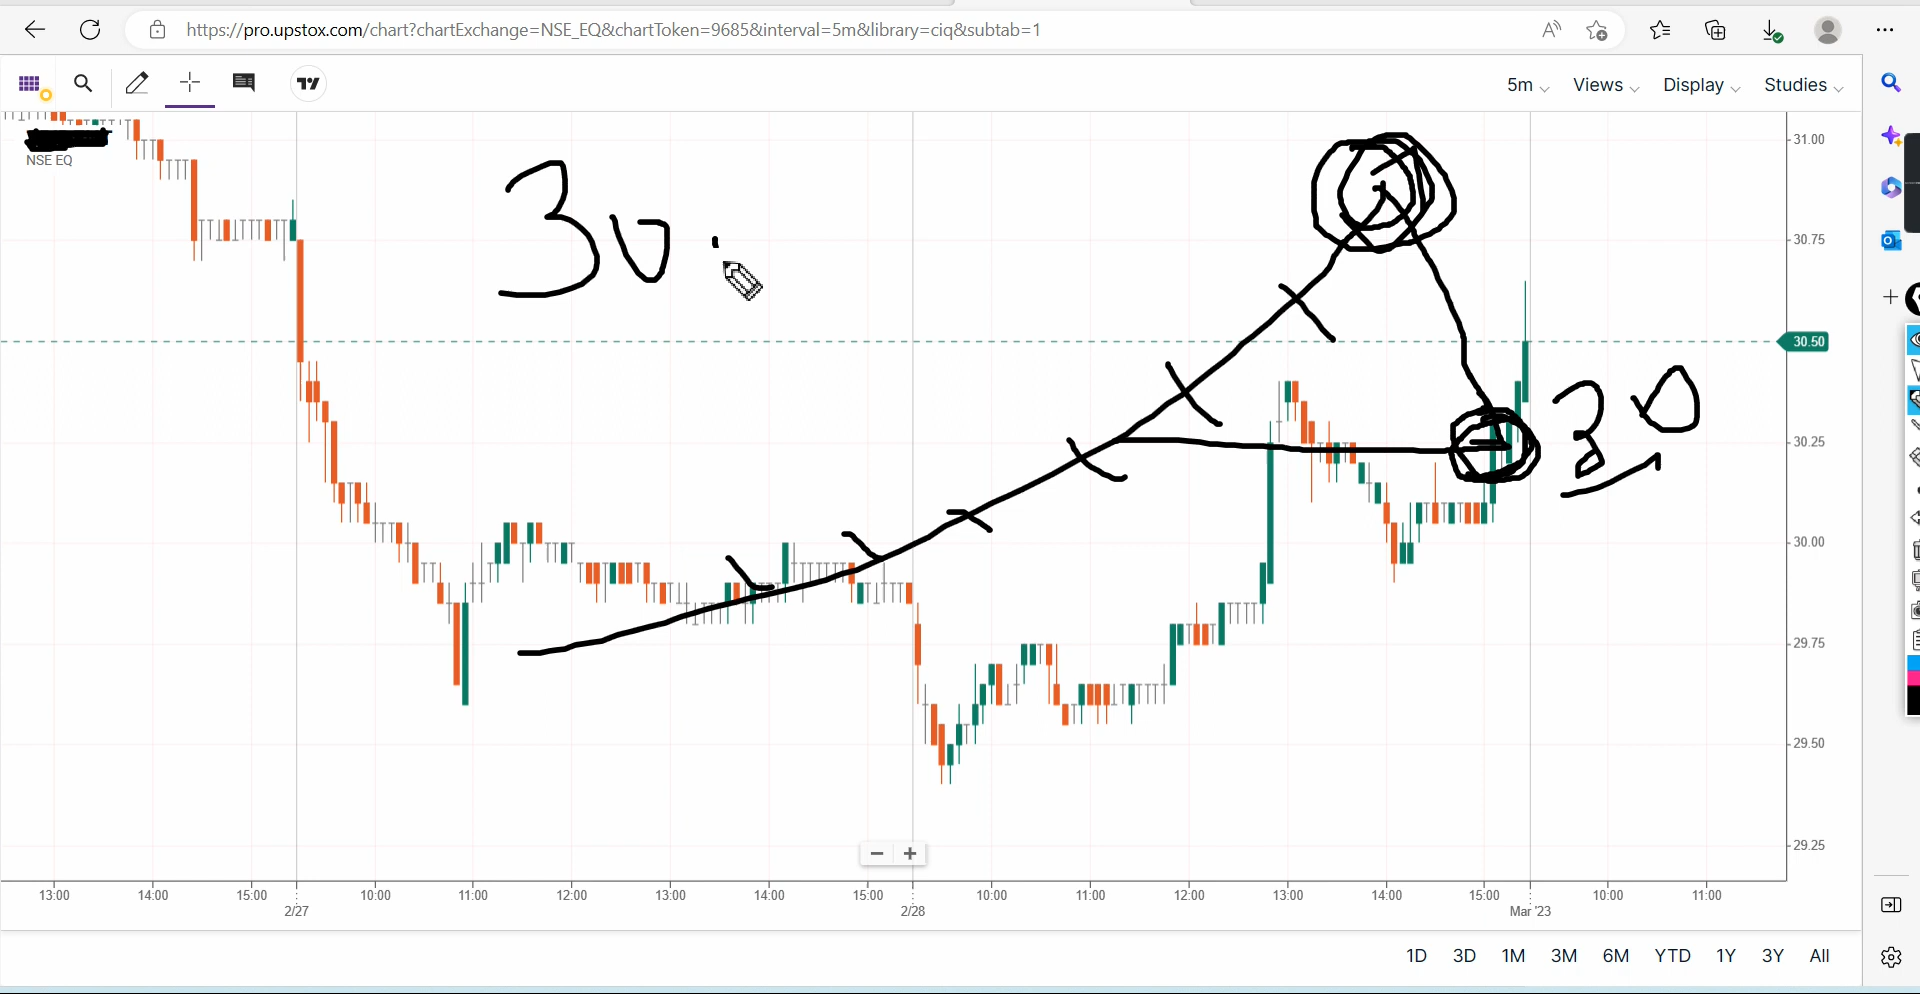 https://pro.upstox.com/chart?chartExchange=NSE_EQ&chartToken=9685&interval=5m&library=ciq&subtab=1
5m Views Display Studies
NSE EQ
30.
30
31.00
30.75
30.50
30.25
30.00
29.75
29.50
29.25
− +
13:00 14:00 15:00 10:00 11:00 12:00 13:00 14:00 15:00 10:00 11:00 12:00 13:00 14:00 15:00 10:00 11:00
2/27 2/28 Mar '23
1D 3D 1M 3M 6M YTD 1Y 3Y All